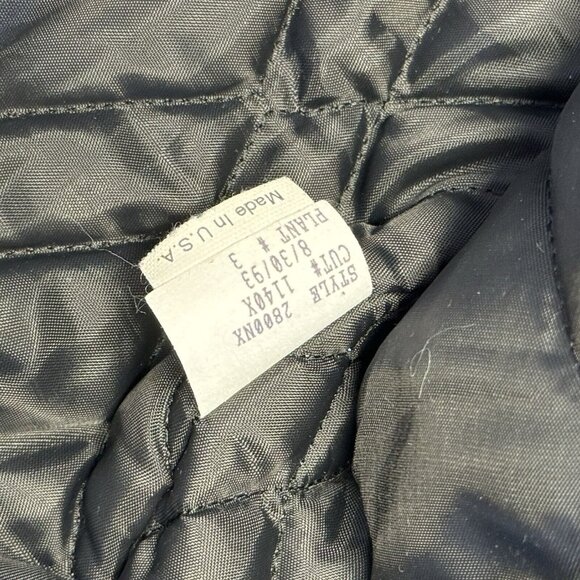 Made in U.S.A.
PLANT # 3
8/30/93
CUT# 1140X
STYLE 2800NX